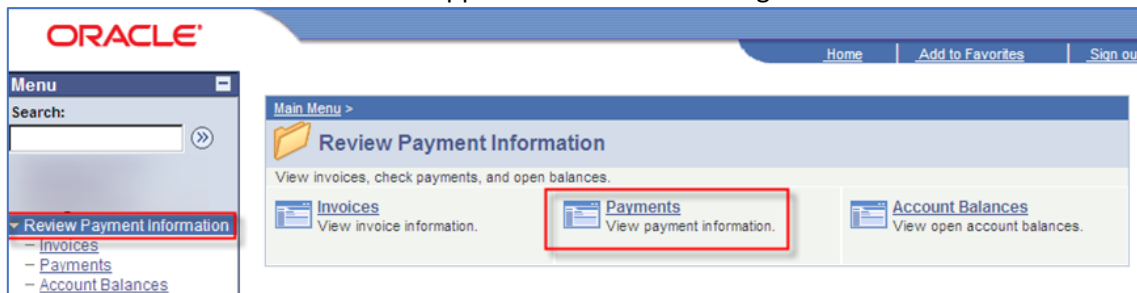 ORACLE
Home | Add to Favorites | Sign ou
Menu
Search:
Main Menu >
Review Payment Information
View invoices, check payments, and open balances.
Invoices
View invoice information.
Payments
View payment information.
Account Balances
View open account balances.
Review Payment Information
– Invoices
– Payments
– Account Balances